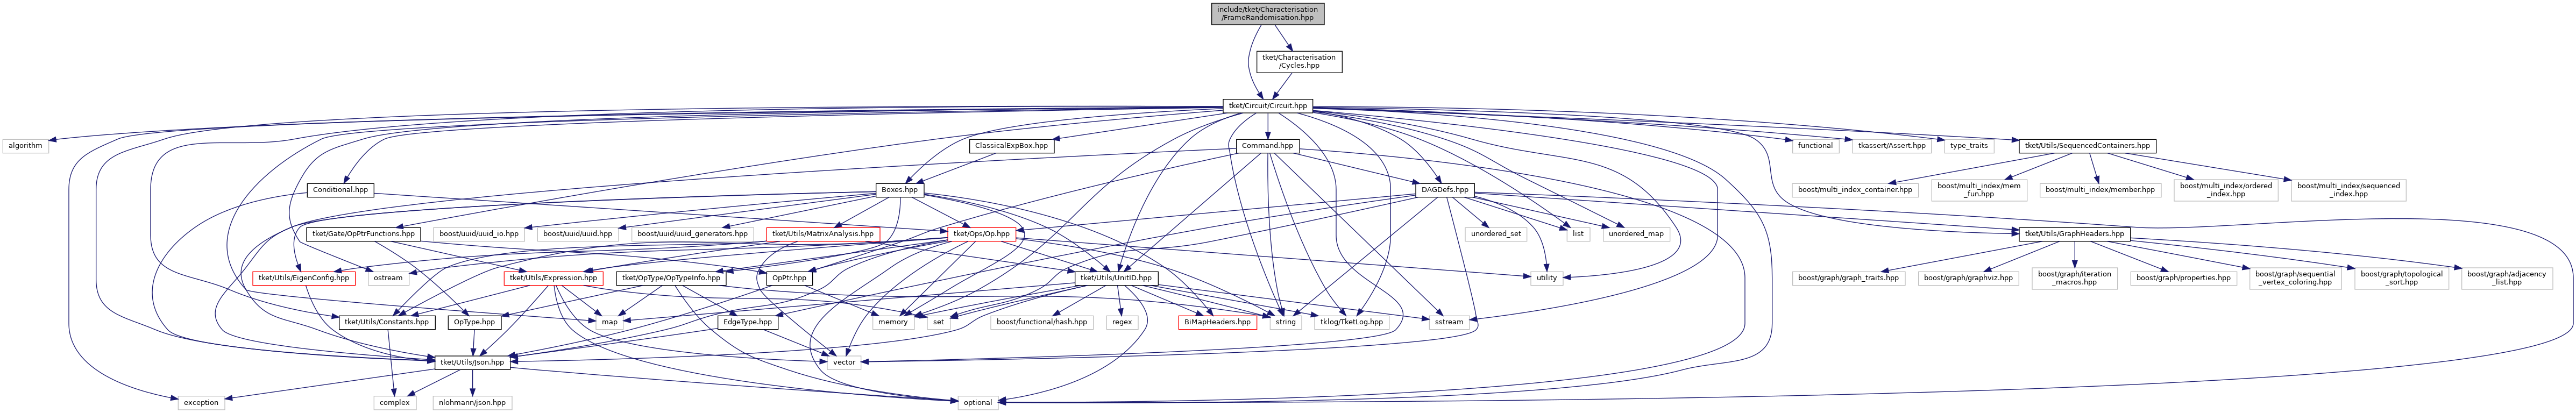 include/tket/Characterisation
/FrameRandomisation.hpp
tket/Characterisation
/Cycles.hpp
tket/Circuit/Circuit.hpp
algorithm
ClassicalExpBox.hpp
Command.hpp
functional
tkassert/Assert.hpp
type_traits
tket/Utils/SequencedContainers.hpp
Conditional.hpp
Boxes.hpp
DAGDefs.hpp
boost/multi_index_container.hpp
boost/multi_index/mem
_fun.hpp
boost/multi_index/member.hpp
boost/multi_index/ordered
_index.hpp
boost/multi_index/sequenced
_index.hpp
tket/Gate/OpPtrFunctions.hpp
boost/uuid/uuid_io.hpp
boost/uuid/uuid.hpp
boost/uuid/uuid_generators.hpp
tket/Utils/MatrixAnalysis.hpp
tket/Ops/Op.hpp
unordered_set
list
unordered_map
tket/Utils/GraphHeaders.hpp
tket/Utils/EigenConfig.hpp
ostream
tket/Utils/Expression.hpp
tket/OpType/OpTypeInfo.hpp
OpPtr.hpp
tket/Utils/UnitID.hpp
utility
boost/graph/graph_traits.hpp
boost/graph/graphviz.hpp
boost/graph/iteration
_macros.hpp
boost/graph/properties.hpp
boost/graph/sequential
_vertex_coloring.hpp
boost/graph/topological
_sort.hpp
boost/graph/adjacency
_list.hpp
tket/Utils/Constants.hpp
OpType.hpp
map
EdgeType.hpp
memory
set
boost/functional/hash.hpp
regex
BiMapHeaders.hpp
string
tklog/TketLog.hpp
sstream
tket/Utils/Json.hpp
vector
exception
complex
nlohmann/json.hpp
optional